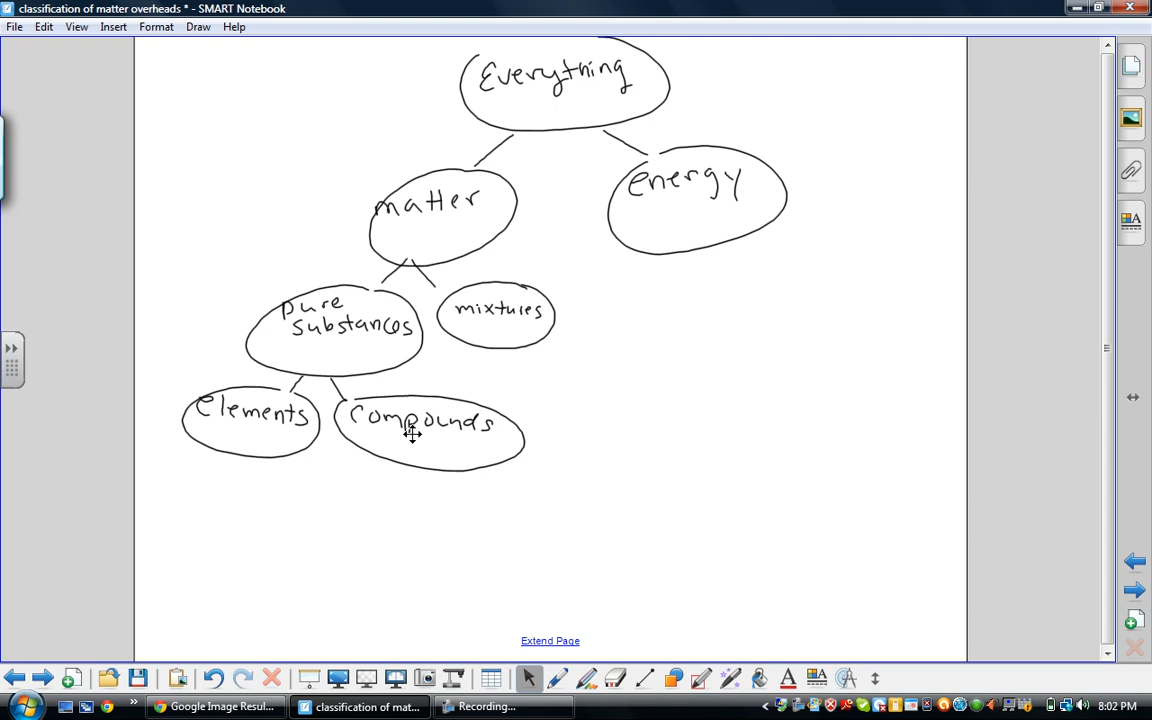 classification of matter overheads * - SMART Notebook
File Edit View Insert Format Draw Help
Everything
matter
energy
pure
substances
mixtures
Elements
Compounds
Extend Page
Google Image Resul...
classification of mat...
Recording...
8:02 PM